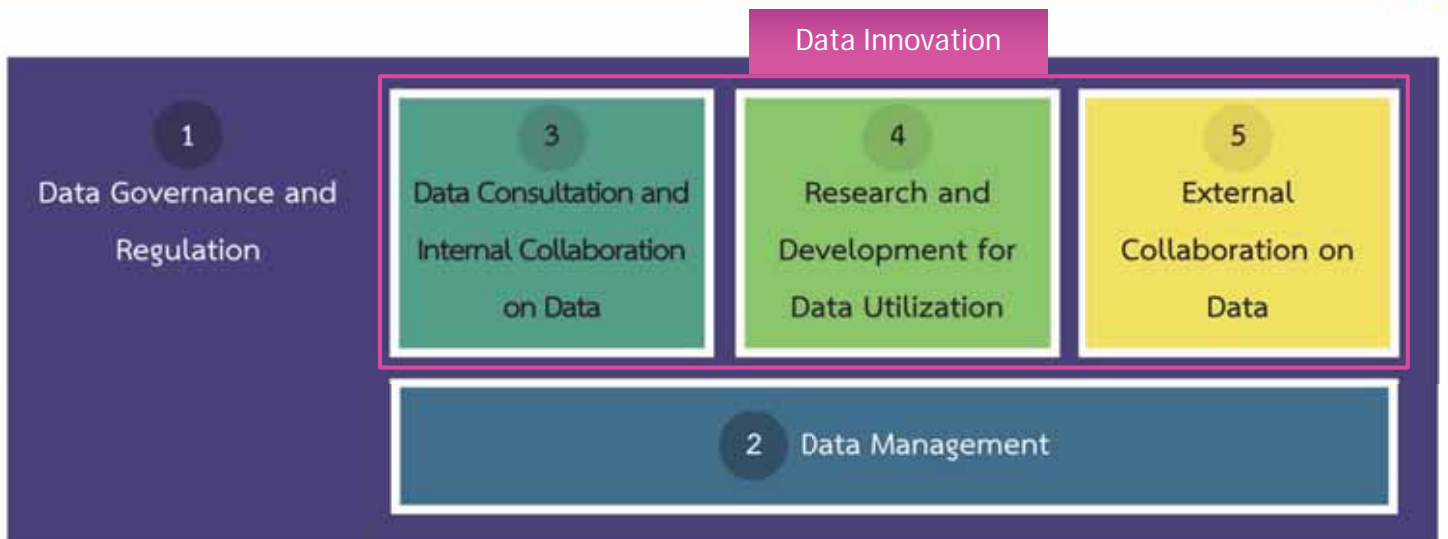 Data Innovation
1
Data Governance and
Regulation
3
Data Consultation and
Internal Collaboration
on Data
4
Research and
Development for
Data Utilization
5
External
Collaboration on
Data
2 Data Management